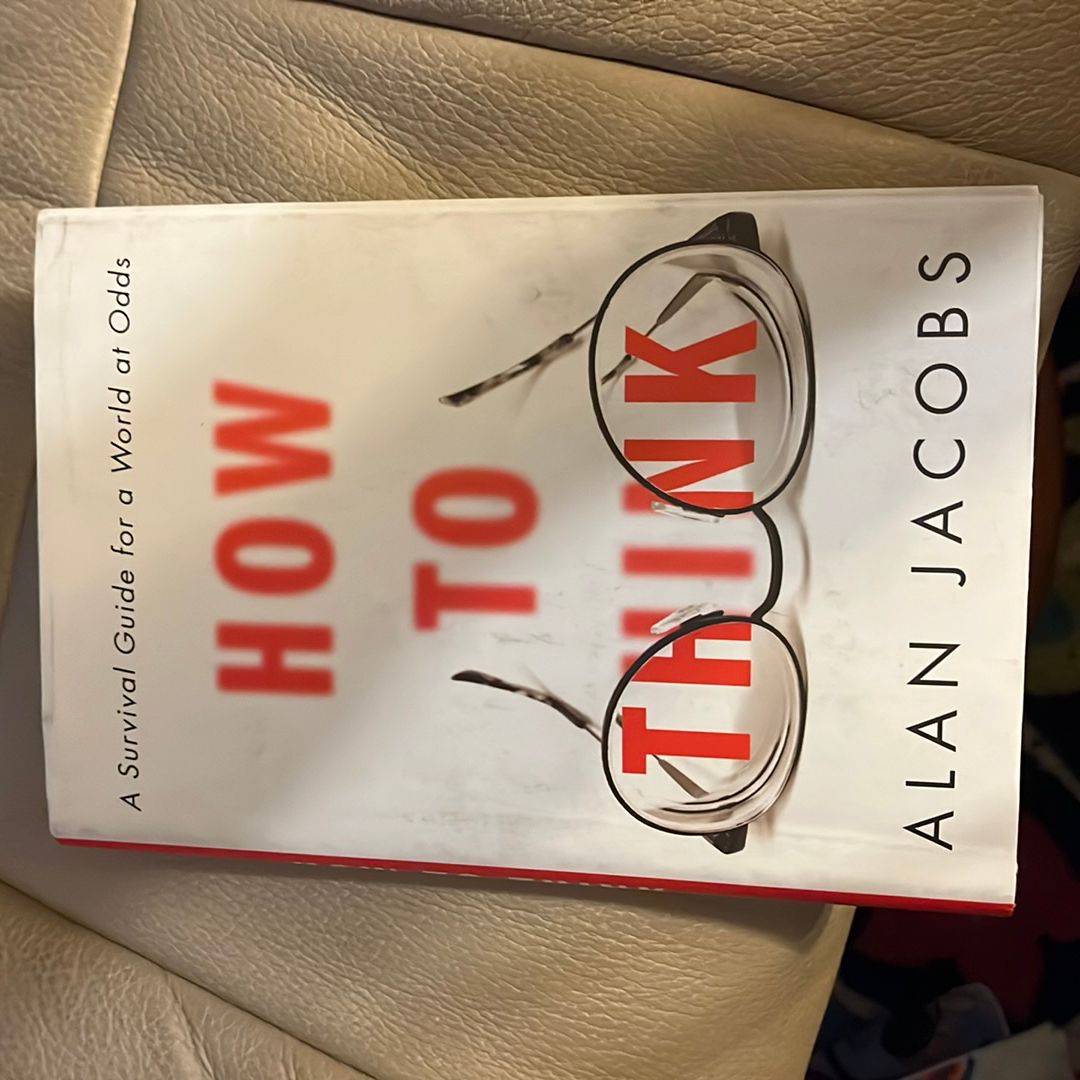 A Survival Guide for a World at Odds
HOW
TO
THINK
ALAN JACOBS